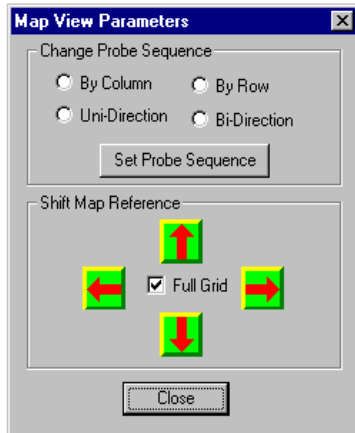 Map View Parameters
Change Probe Sequence
By Column By Row
Uni-Direction Bi-Direction
Set Probe Sequence
Shift Map Reference
Full Grid
Close